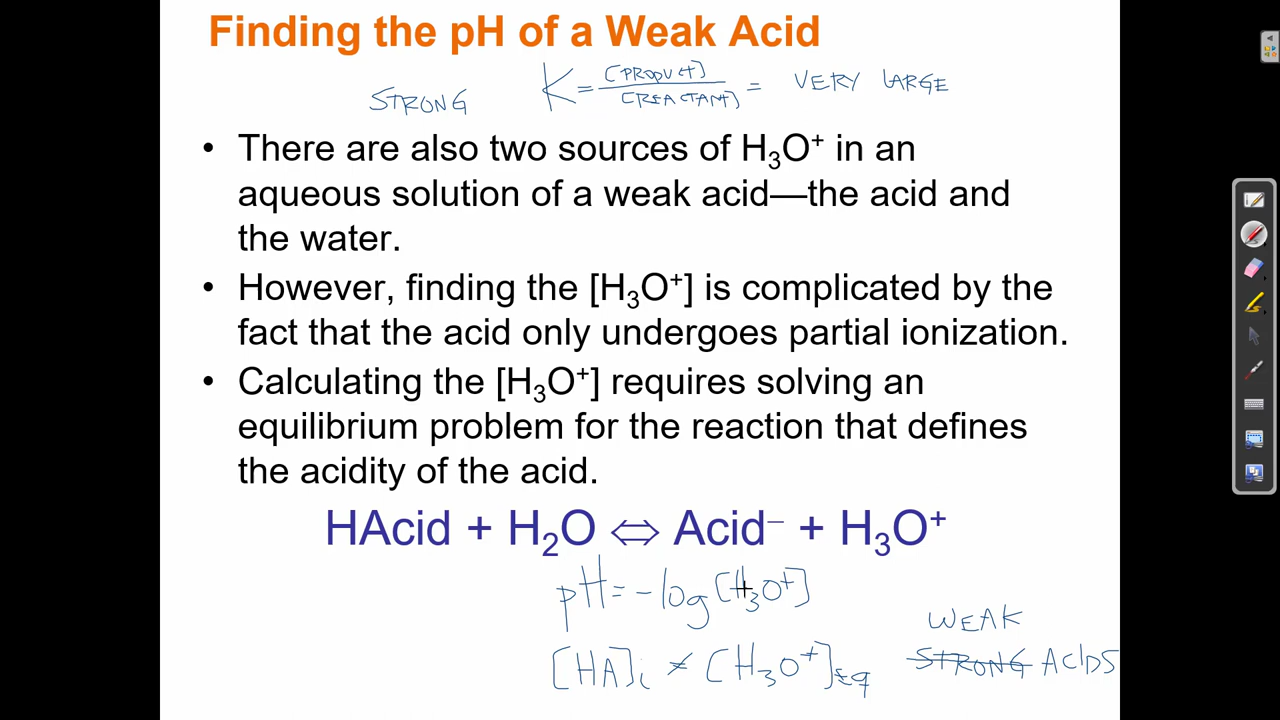 Finding the pH of a Weak Acid
STRONG K = [PRODUCT]/[REACTANT] = VERY LARGE
• There are also two sources of H₃O⁺ in an
aqueous solution of a weak acid—the acid and
the water.
• However, finding the [H₃O⁺] is complicated by the
fact that the acid only undergoes partial ionization.
• Calculating the [H₃O⁺] requires solving an
equilibrium problem for the reaction that defines
the acidity of the acid.
HAcid + H₂O ⇔ Acid⁻ + H₃O⁺
pH = -log[H₃O⁺]
WEAK
[HA]i ≠ [H₃O⁺]Eq STRONG ACIDS